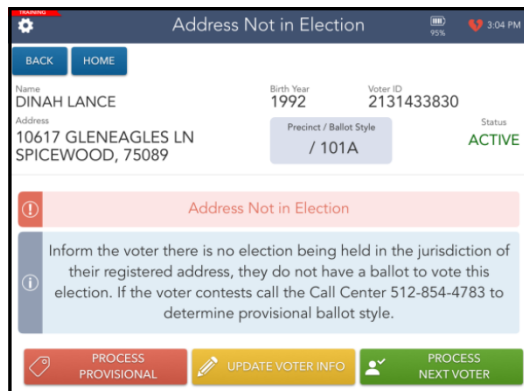 TRAINING
Address Not in Election
95%
3:04 PM
BACK
HOME
Name
Birth Year
Voter ID
DINAH LANCE
1992
2131433830
Address
Precinct / Ballot Style
Status
10617 GLENEAGLES LN
/ 101A
ACTIVE
SPICEWOOD, 75089
Address Not in Election
Inform the voter there is no election being held in the jurisdiction of
their registered address, they do not have a ballot to vote this
election. If the voter contests call the Call Center 512-854-4783 to
determine provisional ballot style.
PROCESS
PROVISIONAL
UPDATE VOTER INFO
PROCESS
NEXT VOTER